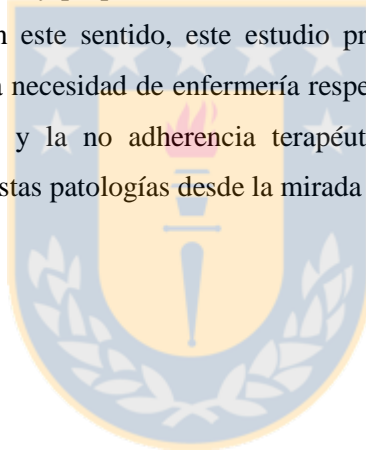 n este sentido, este estudio pr
a necesidad de enfermería respe
y la no adherencia terapéut
stas patologías desde la mirada